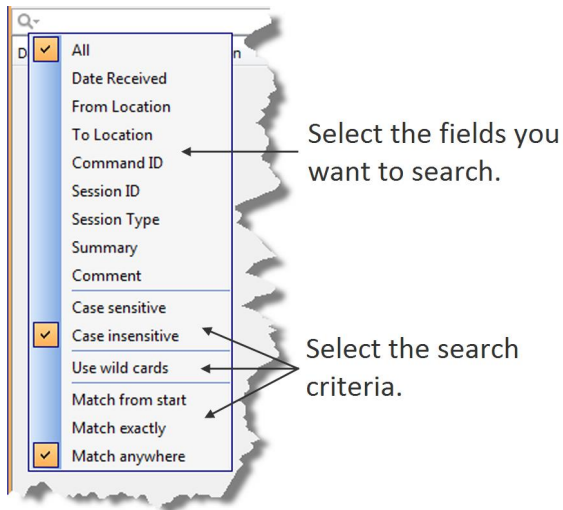 D
n
All
Date Received
From Location
To Location
Command ID
Session ID
Session Type
Summary
Comment
Case sensitive
Case insensitive
Use wild cards
Match from start
Match exactly
Match anywhere
Select the fields you
want to search.
Select the search
criteria.